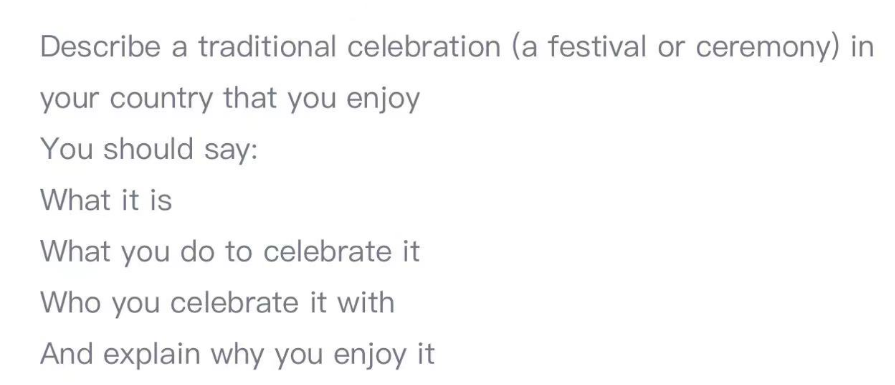 Describe a traditional celebration (a festival or ceremony) in
your country that you enjoy
You should say:
What it is
What you do to celebrate it
Who you celebrate it with
And explain why you enjoy it